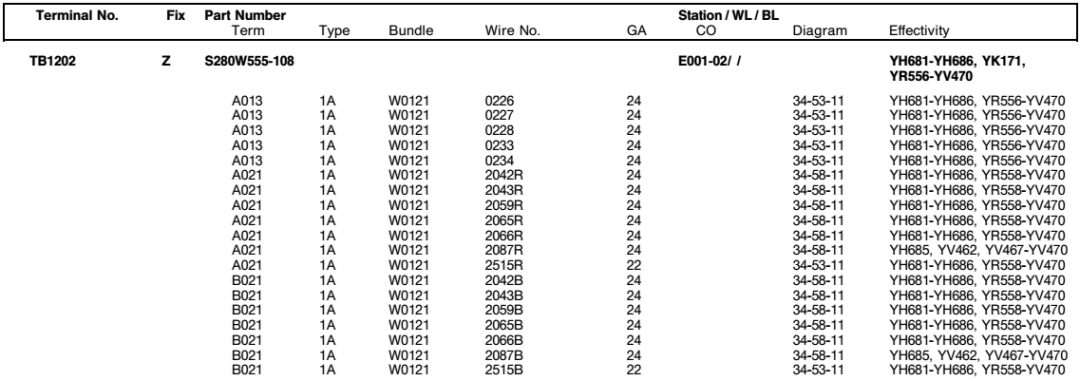 Terminal No. Fix Part Number Station / WL / BL
Term Type Bundle Wire No. GA CO Diagram Effectivity
TB1202 Z S280W555-108 E001-02/ / YH681-YH686, YK171,
YR556-YV470
A013 1A W0121 0226 24 34-53-11 YH681-YH686, YR556-YV470
A013 1A W0121 0227 24 34-53-11 YH681-YH686, YR556-YV470
A013 1A W0121 0228 24 34-53-11 YH681-YH686, YR556-YV470
A013 1A W0121 0233 24 34-53-11 YH681-YH686, YR556-YV470
A013 1A W0121 0234 24 34-53-11 YH681-YH686, YR556-YV470
A021 1A W0121 2042R 24 34-58-11 YH681-YH686, YR558-YV470
A021 1A W0121 2043R 24 34-58-11 YH681-YH686, YR558-YV470
A021 1A W0121 2059R 24 34-58-11 YH681-YH686, YR558-YV470
A021 1A W0121 2065R 24 34-58-11 YH681-YH686, YR558-YV470
A021 1A W0121 2066R 24 34-58-11 YH681-YH686, YR558-YV470
A021 1A W0121 2087R 24 34-58-11 YH685, YV462, YV467-YV470
A021 1A W0121 2515R 22 34-53-11 YH681-YH686, YR558-YV470
B021 1A W0121 2042B 24 34-58-11 YH681-YH686, YR558-YV470
B021 1A W0121 2043B 24 34-58-11 YH681-YH686, YR558-YV470
B021 1A W0121 2059B 24 34-58-11 YH681-YH686, YR558-YV470
B021 1A W0121 2065B 24 34-58-11 YH681-YH686, YR558-YV470
B021 1A W0121 2066B 24 34-58-11 YH681-YH686, YR558-YV470
B021 1A W0121 2087B 24 34-58-11 YH685, YV462, YV467-YV470
B021 1A W0121 2515B 22 34-53-11 YH681-YH686, YR558-YV470